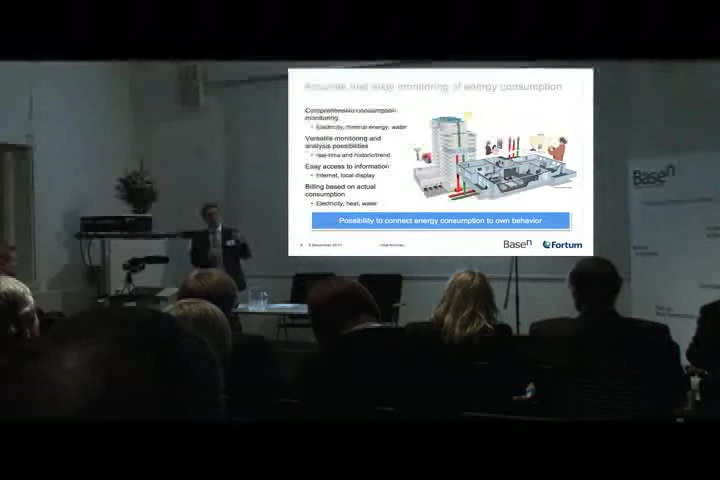 Accurate and easy monitoring of energy consumption
Comprehensive consumption
monitoring
• Electricity, thermal energy, water
Versatile monitoring and
analysis possibilities
• real-time and historic/trend
Easy access to information
• Internet, local display
Billing based on actual
consumption
• Electricity, heat, water
Possibility to connect energy consumption to own behavior
Basen
Fortum
Basen